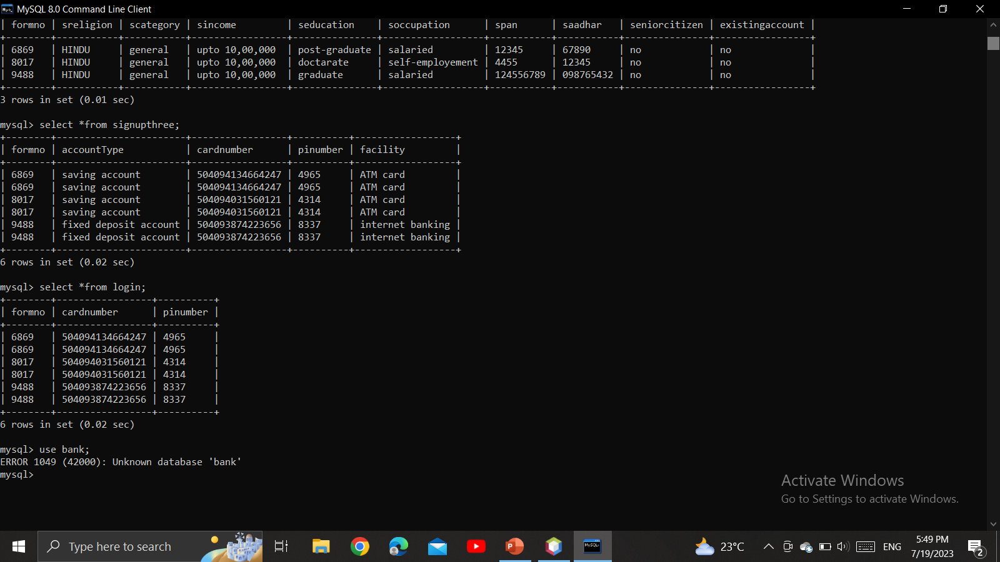 MySQL 8.0 Command Line Client
| formno | sreligion | scategory | sincome         | seducation    | soccupation      | span      | saadhar   | seniorcitizen | existingaccount |
+--------+-----------+-----------+-----------------+---------------+------------------+-----------+-----------+---------------+-----------------+
| 6869   | HINDU     | general   | upto 10,00,000  | post-graduate | salaried         | 12345     | 67890     | no            | no              |
| 8017   | HINDU     | general   | upto 10,00,000  | doctarate     | self-employement | 4455      | 12345     | no            | no              |
| 9488   | HINDU     | general   | upto 10,00,000  | graduate      | salaried         | 124556789 | 098765432 | no            | no              |
+--------+-----------+-----------+-----------------+---------------+------------------+-----------+-----------+---------------+-----------------+
3 rows in set (0.01 sec)
mysql> select *from signupthree;
+--------+-----------------------+-----------------+----------+------------------+
| formno | accountType           | cardnumber      | pinumber | facility         |
+--------+-----------------------+-----------------+----------+------------------+
| 6869   | saving account        | 504094134664247 | 4965     | ATM card         |
| 6869   | saving account        | 504094134664247 | 4965     | ATM card         |
| 8017   | saving account        | 504094031560121 | 4314     | ATM card         |
| 8017   | saving account        | 504094031560121 | 4314     | ATM card         |
| 9488   | fixed deposit account | 504093874223656 | 8337     | internet banking |
| 9488   | fixed deposit account | 504093874223656 | 8337     | internet banking |
+--------+-----------------------+-----------------+----------+------------------+
6 rows in set (0.02 sec)
mysql> select *from login;
+--------+-----------------+----------+
| formno | cardnumber      | pinumber |
+--------+-----------------+----------+
| 6869   | 504094134664247 | 4965     |
| 6869   | 504094134664247 | 4965     |
| 8017   | 504094031560121 | 4314     |
| 8017   | 504094031560121 | 4314     |
| 9488   | 504093874223656 | 8337     |
| 9488   | 504093874223656 | 8337     |
+--------+-----------------+----------+
6 rows in set (0.02 sec)
mysql> use bank;
ERROR 1049 (42000): Unknown database 'bank'
mysql>
Activate Windows
Go to Settings to activate Windows.
Type here to search
23°C
ENG
5:49 PM
7/19/2023
2